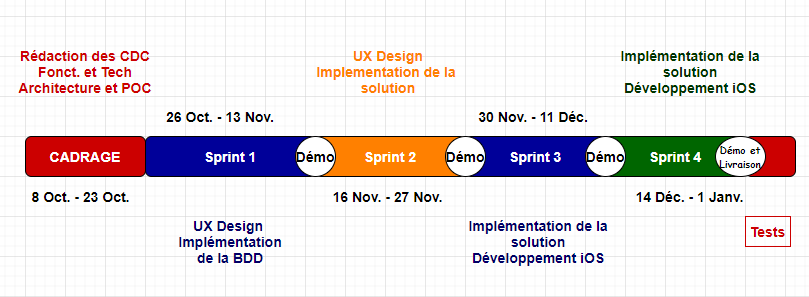 Rédaction des CDC
Fonct. et Tech
Architecture et POC
UX Design
Implementation de la
solution
Implémentation de la
solution
Développement iOS
26 Oct. - 13 Nov.
30 Nov. - 11 Déc.
CADRAGE
Sprint 1
Démo
Sprint 2
Démo
Sprint 3
Démo
Sprint 4
Démo et
Livraison
8 Oct. - 23 Oct.
16 Nov. - 27 Nov.
14 Déc. - 1 Janv.
UX Design
Implémentation
de la BDD
Implémentation de la
solution
Développement iOS
Tests